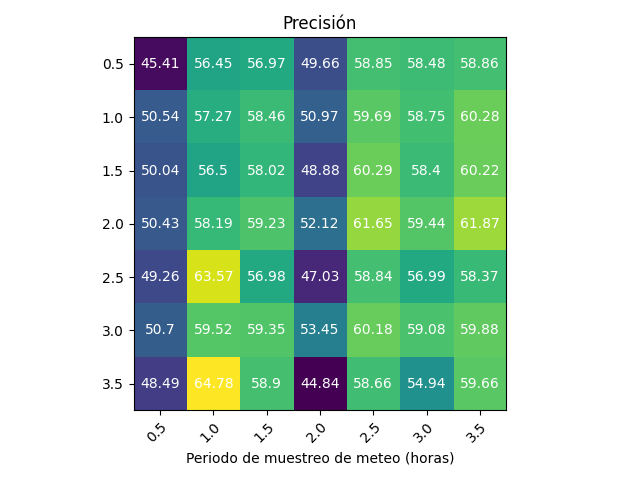 Precisión
0.5 45.41 56.45 56.97 49.66 58.85 58.48 58.86
1.0 50.54 57.27 58.46 50.97 59.69 58.75 60.28
1.5 50.04 56.5 58.02 48.88 60.29 58.4 60.22
2.0 50.43 58.19 59.23 52.12 61.65 59.44 61.87
2.5 49.26 63.57 56.98 47.03 58.84 56.99 58.37
3.0 50.7 59.52 59.35 53.45 60.18 59.08 59.88
3.5 48.49 64.78 58.9 44.84 58.66 54.94 59.66
0.5 1.0 1.5 2.0 2.5 3.0 3.5
Periodo de muestreo de meteo (horas)